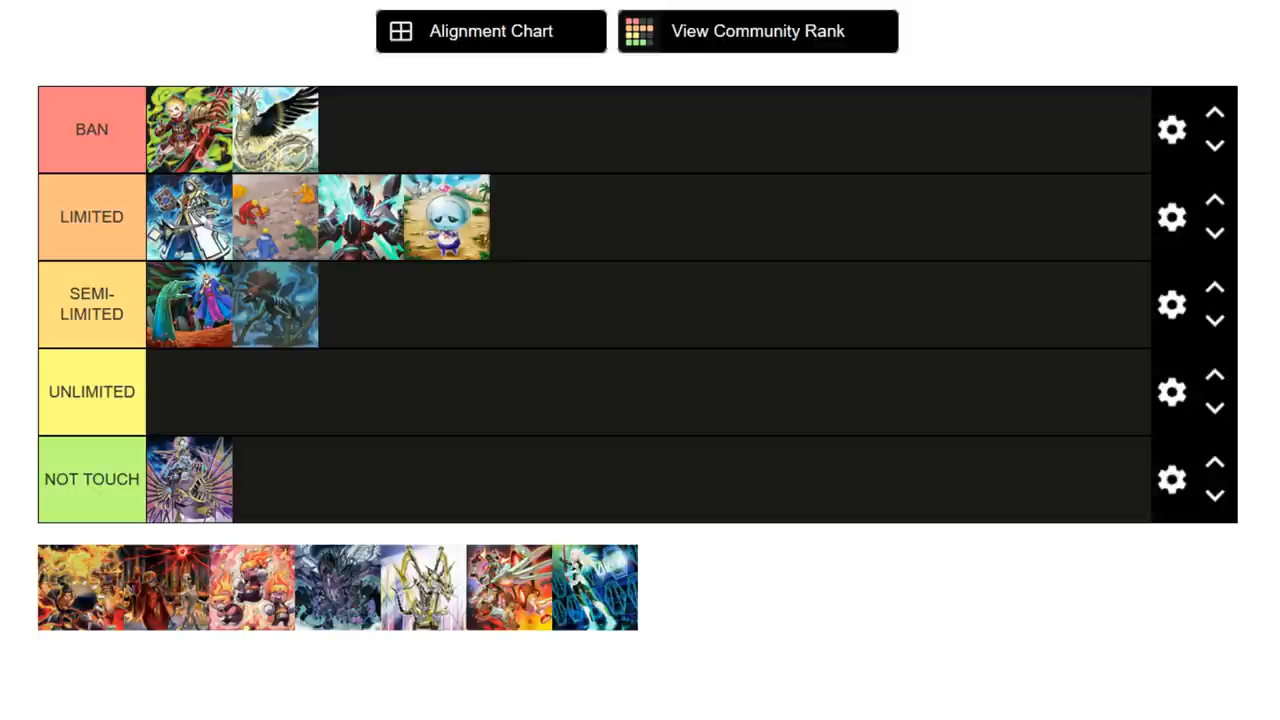 Alignment Chart
View Community Rank
BAN
LIMITED
SEMI-
LIMITED
UNLIMITED
NOT TOUCH